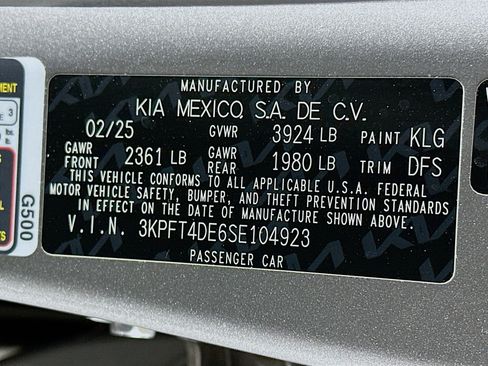 MANUFACTURED BY
KIA MEXICO, S.A. DE C.V.
02/25 GVWR 3924 LB PAINT KLG
GAWR FRONT 2361 LB GAWR REAR 1980 LB TRIM DFS
THIS VEHICLE CONFORMS TO ALL APPLICABLE U.S.A. FEDERAL
MOTOR VEHICLE SAFETY, BUMPER, AND THEFT PREVENTION STANDARDS
IN EFFECT ON THE DATE OF MANUFACTURE SHOWN ABOVE.
V.I.N. 3KPFT4DE6SE104923
PASSENGER CAR
G500